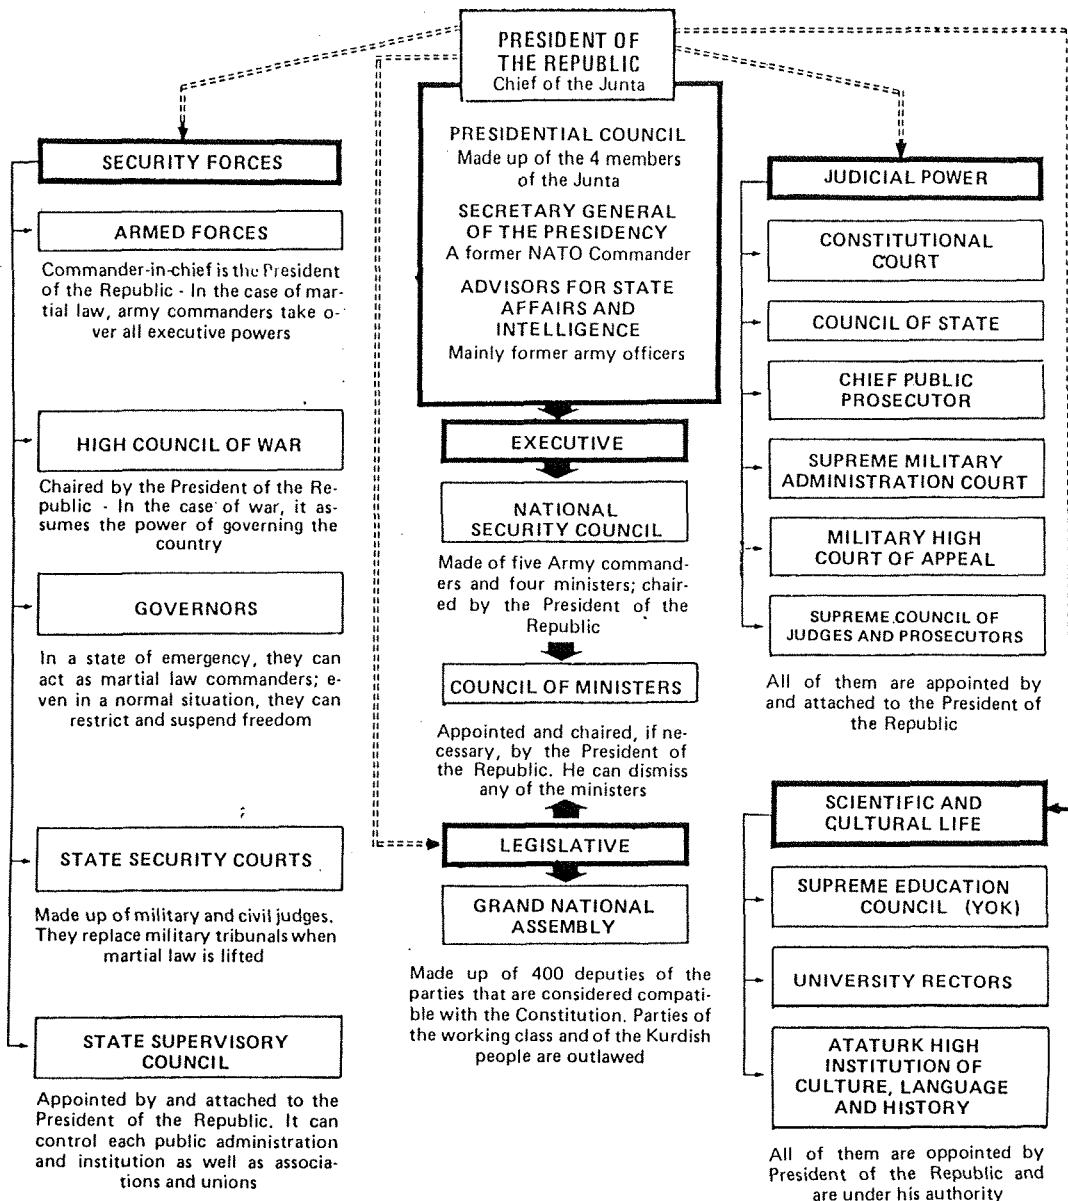 PRESIDENT OF
THE REPUBLIC
Chief of the Junta
PRESIDENTIAL COUNCIL
Made up of the 4 members
of the Junta
SECRETARY GENERAL
OF THE PRESIDENCY
A former NATO Commander
ADVISORS FOR STATE
AFFAIRS AND
INTELLIGENCE
Mainly former army officers
SECURITY FORCES
ARMED FORCES
Commander-in-chief is the President
of the Republic - In the case of mar-
tial law, army commanders take o-
ver all executive powers
HIGH COUNCIL OF WAR
Chaired by the President of the Re-
public - In the case of war, it as-
sumes the power of governing the
country
GOVERNORS
In a state of emergency, they can
act as martial law commanders; e-
ven in a normal situation, they can
restrict and suspend freedom
STATE SECURITY COURTS
Made up of military and civil judges.
They replace military tribunals when
martial law is lifted
STATE SUPERVISORY
COUNCIL
Appointed by and attached to the
President of the Republic. It can
control each public administration
and institution as well as associa-
tions and unions
EXECUTIVE
NATIONAL
SECURITY COUNCIL
Made of five Army command-
ers and four ministers; chair-
ed by the President of the
Republic
COUNCIL OF MINISTERS
Appointed and chaired, if ne-
cessary, by the President of
the Republic. He can dismiss
any of the ministers
LEGISLATIVE
GRAND NATIONAL
ASSEMBLY
Made up of 400 deputies of the
parties that are considered compati-
ble with the Constitution. Parties of
the working class and of the Kurdish
people are outlawed
JUDICIAL POWER
CONSTITUTIONAL
COURT
COUNCIL OF STATE
CHIEF PUBLIC
PROSECUTOR
SUPREME MILITARY
ADMINISTRATION COURT
MILITARY HIGH
COURT OF APPEAL
SUPREME COUNCIL OF
JUDGES AND PROSECUTORS
All of them are appointed by
and attached to the President of
the Republic
SCIENTIFIC AND
CULTURAL LIFE
SUPREME EDUCATION
COUNCIL (YOK)
UNIVERSITY RECTORS
ATATURK HIGH
INSTITUTION OF
CULTURE, LANGUAGE
AND HISTORY
All of them are oppointed by
President of the Republic and
are under his authority